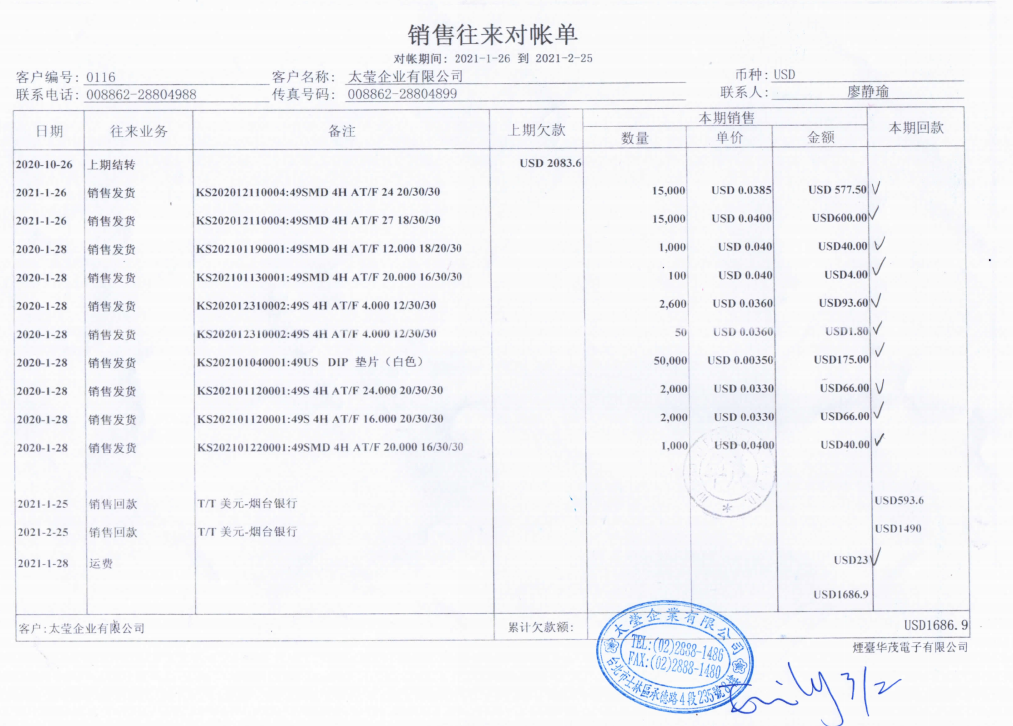 销售往来对帐单
对帐期间: 2021-1-26 到 2021-2-25
客户编号: 0116 客户名称: 太莹企业有限公司 币种: USD
联系电话: 008862-28804988 传真号码: 008862-28804899 联系人: 廖静瑜
日期 往来业务 备注 上期欠款 本期销售 本期回款
数量 单价 金额
2020-10-26 上期结转 USD 2083.6
2021-1-26 销售发货 KS202012110004:49SMD 4H AT/F 24 20/30/30 15,000 USD 0.0385 USD 577.50 √
2021-1-26 销售发货 KS202012110004:49SMD 4H AT/F 27 18/30/30 15,000 USD 0.0400 USD600.00 √
2020-1-28 销售发货 KS202101190001:49SMD 4H AT/F 12.000 18/20/30 1,000 USD 0.040 USD40.00 √
2020-1-28 销售发货 KS202101130001:49SMD 4H AT/F 20.000 16/30/30 100 USD 0.040 USD4.00 √
2020-1-28 销售发货 KS202012310002:49S 4H AT/F 4.000 12/30/30 2,600 USD 0.0360 USD93.60 √
2020-1-28 销售发货 KS202012310002:49S 4H AT/F 4.000 12/30/30 50 USD 0.0360 USD1.80 √
2020-1-28 销售发货 KS202101040001:49US DIP 垫片（白色） 50,000 USD 0.00350 USD175.00 √
2020-1-28 销售发货 KS202101120001:49S 4H AT/F 24.000 20/30/30 2,000 USD 0.0330 USD66.00 √
2020-1-28 销售发货 KS202101120001:49S 4H AT/F 16.000 20/30/30 2,000 USD 0.0330 USD66.00 √
2020-1-28 销售发货 KS202101220001:49SMD 4H AT/F 20.000 16/30/30 1,000 USD 0.0400 USD40.00 √
2021-1-25 销售回款 T/T 美元-烟台银行 USD593.6
2021-2-25 销售回款 T/T 美元-烟台银行 USD1490
2021-1-28 运费 USD23 √
USD1686.9
客户:太莹企业有限公司 累计欠款额: USD1686.9
煙臺华茂電子有限公司
太莹企業有限公司
TEL:(02)2888-1486
FAX:(02)2888-1480
台北市士林區承德路4段235號
Emily 3/2